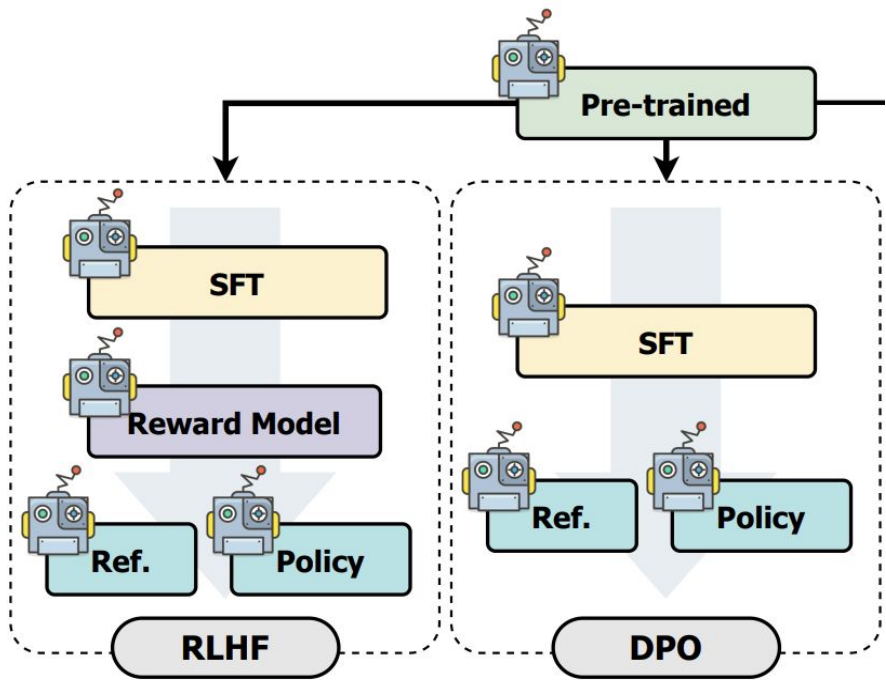 Pre-trained
SFT
Reward Model
Ref.
Policy
RLHF
SFT
Ref.
Policy
DPO